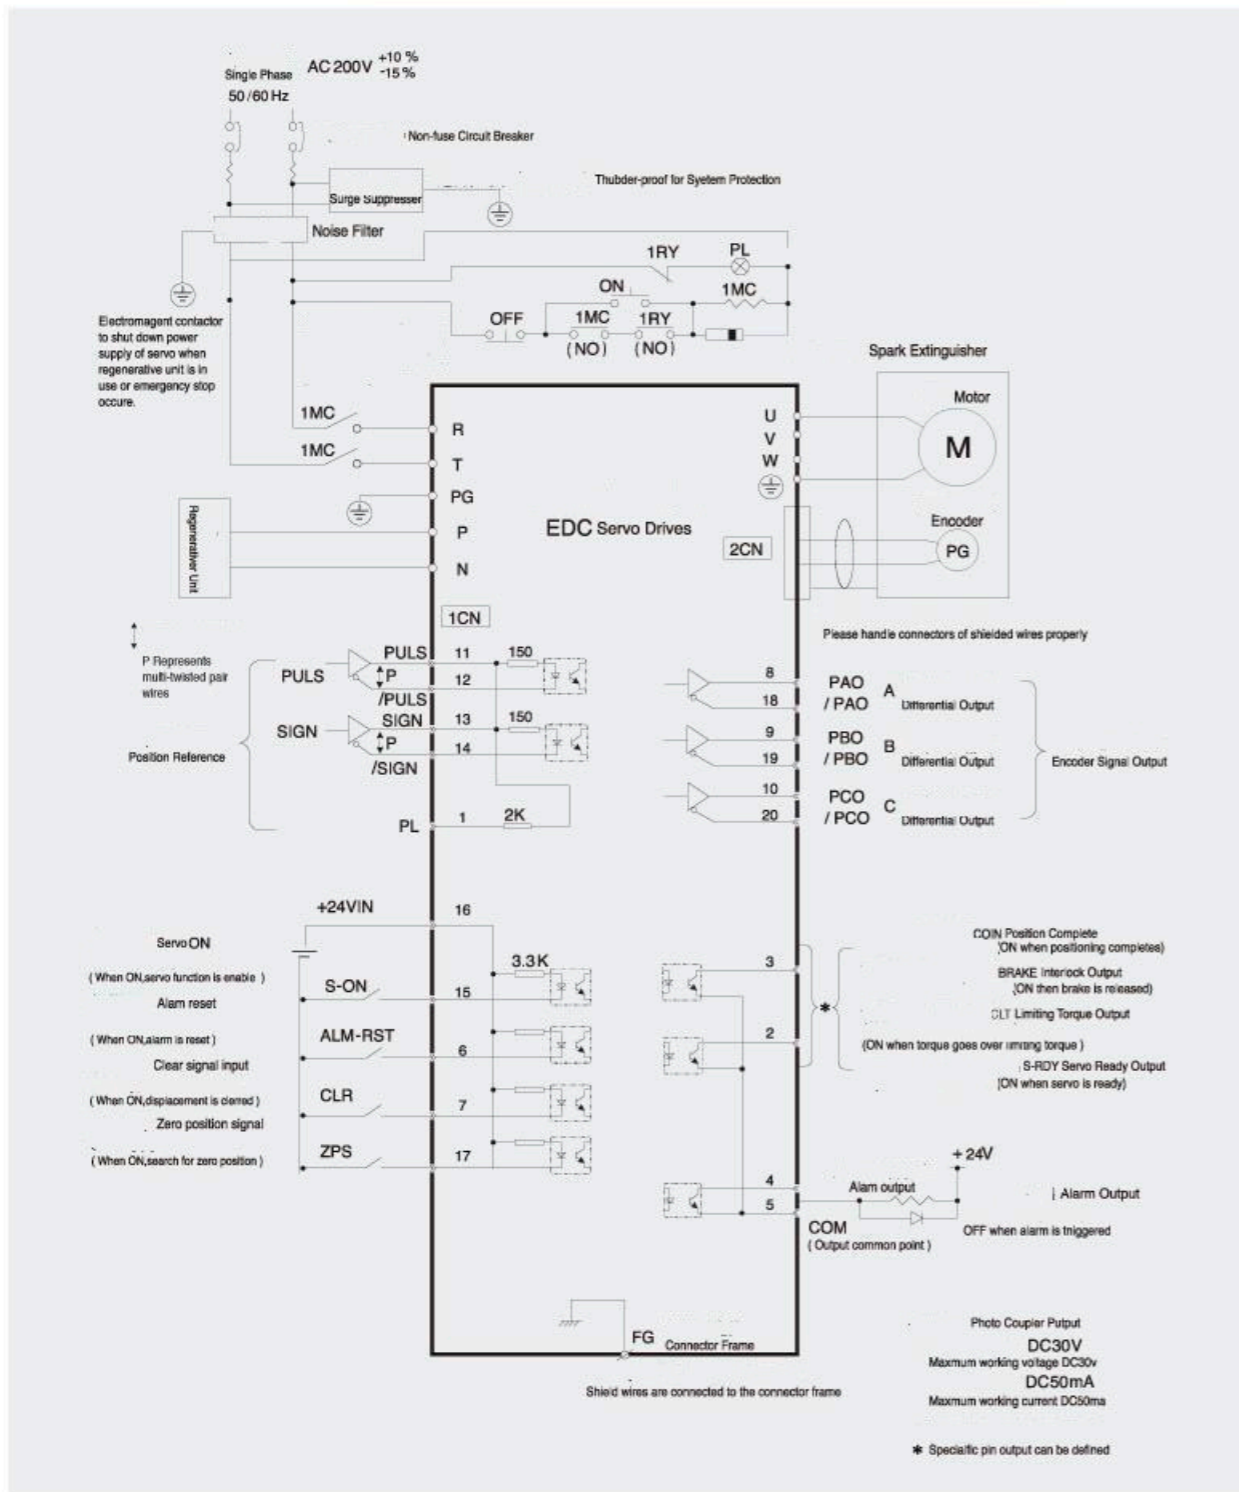 AC 200V +10 % -15 %
Single Phase
50/60 Hz
Non-fuse Circuit Breaker
Thubder-proof for Syetem Protection
Surge Suppresser
Noise Filter
1RY
PL
ON
1MC
OFF
1MC
1RY
(NO)
(NO)
Electromagent contactor
to shut down power
supply of servo when
regenerative unit is in
use or emergency stop
occure.
Spark Extinguisher
Motor
M
1MC
R
U
V
1MC
T
W
PG
EDC Servo Drives
Encoder
PG
2CN
Regenerativer Unit
P
N
1CN
Please handle connectors of shielded wires properly
P Represents
multi-twisted pair
wires
PULS
PULS
P
/PULS
11
12
150
SIGN
SIGN
P
/SIGN
13
14
150
Position Reference
PL
1
2K
8
PAO
A
18
/ PAO
Differential Output
9
PBO
B
19
/ PBO
Differential Output
Encoder Signal Output
10
PCO
C
20
/ PCO
Differential Output
+24VIN
16
Servo ON
( When ON,servo function is enable )
S-ON
15
3.3K
Alam reset
( When ON,alarm is reset )
ALM-RST
6
Clear signal input
( When ON,displacement is clerred )
CLR
7
Zero position signal
( When ON,search for zero position )
ZPS
17
3
2
*
COIN Position Complete
(ON when positioning completes)
BRAKE Interlock Output
(ON then brake is released)
CLT Limiting Torque Output
(ON when torque goes over limiting torque )
S-RDY Servo Ready Output
(ON when servo is ready)
+ 24V
4
Alam output
Alarm Output
5
COM
( Output common point )
OFF when alarm is tniggered
FG
Connector Frame
Shield wires are connected to the connector frame
Photo Coupler Putput
DC30V
Maxmum working voltage DC30v
DC50mA
Maxmum working current DC50ma
* Specialtic pin output can be defined